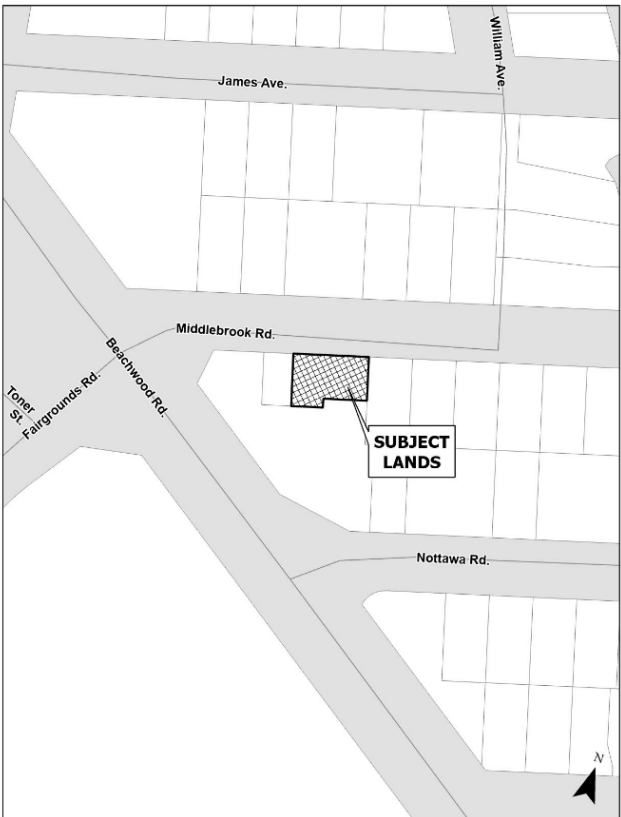 William Ave.
James Ave.
Middlebrook Rd.
Beachwood Rd.
Fairgrounds Rd.
Toner
St.
SUBJECT
LANDS
Nottawa Rd.
N